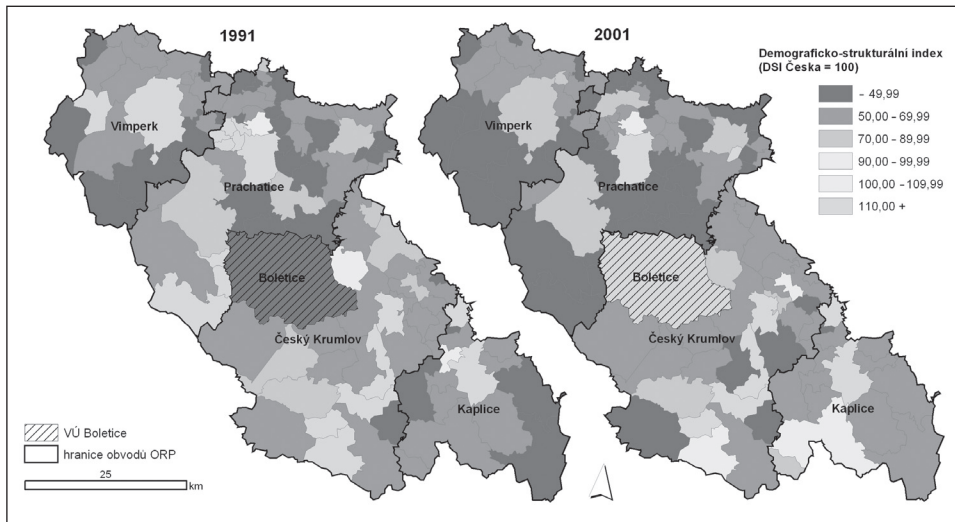 1991
2001
Demograficko-strukturální index
(DSI Česka = 100)
- 49,99
50,00 - 69,99
70,00 - 89,99
90,00 - 99,99
100,00 - 109,99
110,00 +
Vimperk
Prachatice
Boletice
Český Krumlov
Kaplice
Vimperk
Prachatice
Boletice
Český Krumlov
Kaplice
VÚ Boletice
hranice obvodů ORP
25
km